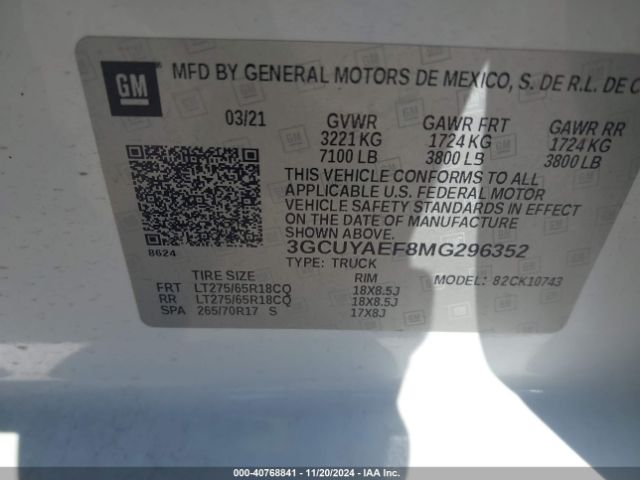 GM
MFD BY GENERAL MOTORS DE MEXICO, S. DE R.L. DE C
03/21 GVWR GAWR FRT GAWR RR
3221 KG 1724 KG 1724 KG
7100 LB 3800 LB 3800 LB
THIS VEHICLE CONFORMS TO ALL
APPLICABLE U.S. FEDERAL MOTOR
VEHICLE SAFETY STANDARDS IN EFFECT
ON THE DATE OF MANUFACTURE
SHOWN ABOVE.
8624
3GCUYAEF8MG296352
TYPE: TRUCK MODEL: 82CK10743
TIRE SIZE RIM
FRT LT275/65R18CQ 18X8.5J
RR LT275/65R18CQ 18X8.5J
SPA 265/70R17 S 17X8J
000-40768841 - 11/20/2024 - IAA Inc.